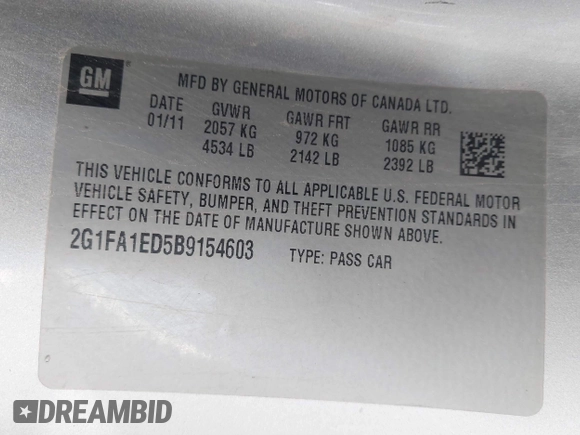 GM
MFD BY GENERAL MOTORS OF CANADA LTD.
DATE GVWR GAWR FRT GAWR RR
01/11 2057 KG 972 KG 1085 KG
4534 LB 2142 LB 2392 LB
THIS VEHICLE CONFORMS TO ALL APPLICABLE U.S. FEDERAL MOTOR
VEHICLE SAFETY, BUMPER, AND THEFT PREVENTION STANDARDS IN
EFFECT ON THE DATE OF MANUFACTURE SHOWN ABOVE.
2G1FA1ED5B9154603 TYPE: PASS CAR
DREAMBID